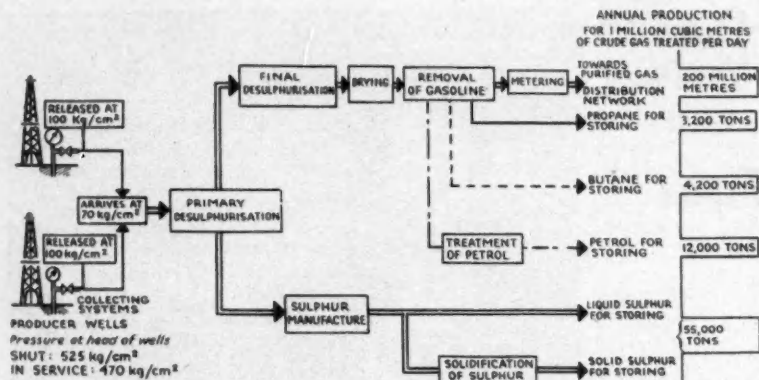 ANNUAL PRODUCTION
FOR 1 MILLION CUBIC METRES
OF CRUDE GAS TREATED PER DAY
RELEASED AT
100 Kg/cm²
FINAL
DESULPHURISATION
DRYING
REMOVAL
OF GASOLINE
METERING
TOWARDS
PURIFIED GAS
DISTRIBUTION
NETWORK
200 MILLION
METRES
PROPANE FOR
STORING
3,200 TONS
ARRIVES AT
70 kg/cm²
PRIMARY
DESULPHURISATION
BUTANE FOR
STORING
4,200 TONS
RELEASED AT
100 kg/cm²
TREATMENT
OF PETROL
PETROL FOR
STORING
12,000 TONS
COLLECTING
SYSTEMS
PRODUCER WELLS
Pressure at head of wells
SHUT: 525 kg/cm²
IN SERVICE: 470 kg/cm²
SULPHUR
MANUFACTURE
LIQUID SULPHUR
FOR STORING
55,000
TONS
SOLIDIFICATION
OF SULPHUR
SOLID SULPHUR
FOR STORING